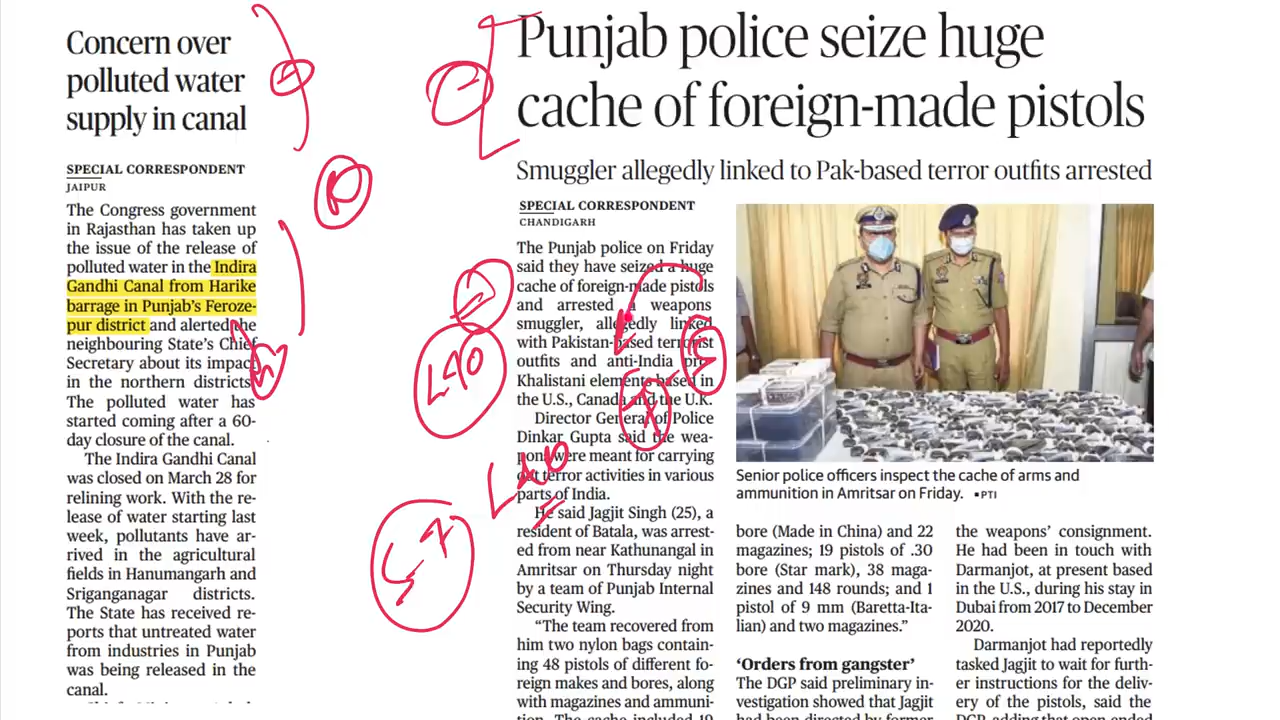 Concern over
polluted water
supply in canal
SPECIAL CORRESPONDENT
JAIPUR
The Congress government
in Rajasthan has taken up
the issue of the release of
polluted water in the Indira
Gandhi Canal from Harike
barrage in Punjab's Feroze-
pur district and alerted the
neighbouring State's Chief
Secretary about its impact
in the northern districts.
The polluted water has
started coming after a 60-
day closure of the canal.
The Indira Gandhi Canal
was closed on March 28 for
relining work. With the re-
lease of water starting last
week, pollutants have ar-
rived in the agricultural
fields in Hanumangarh and
Sriganganagar districts.
The State has received re-
ports that untreated water
from industries in Punjab
was being released in the
canal.
Punjab police seize huge
cache of foreign-made pistols
Smuggler allegedly linked to Pak-based terror outfits arrested
SPECIAL CORRESPONDENT
CHANDIGARH
The Punjab police on Friday
said they have seized a huge
cache of foreign-made pistols
and arrested a weapons
smuggler, allegedly linked
with Pakistan-based terrorist
outfits and anti-India pro-
Khalistani elements based in
the U.S., Canada and the U.K.
Director General of Police
Dinkar Gupta said the wea-
pons were meant for carrying
out terror activities in various
parts of India.
He said Jagjit Singh (25), a
resident of Batala, was arrest-
ed from near Kathunangal in
Amritsar on Thursday night
by a team of Punjab Internal
Security Wing.
"The team recovered from
him two nylon bags contain-
ing 48 pistols of different fo-
reign makes and bores, along
with magazines and ammuni-
tion. The cache included 19
Senior police officers inspect the cache of arms and
ammunition in Amritsar on Friday. ▪PTI
bore (Made in China) and 22
magazines; 19 pistols of .30
bore (Star mark), 38 maga-
zines and 148 rounds; and 1
pistol of 9 mm (Baretta-Ita-
lian) and two magazines."
'Orders from gangster'
The DGP said preliminary in-
vestigation showed that Jagjit
had been directed by former
the weapons' consignment.
He had been in touch with
Darmanjot, at present based
in the U.S., during his stay in
Dubai from 2017 to December
2020.
Darmanjot had reportedly
tasked Jagjit to wait for furth-
er instructions for the deliv-
ery of the pistols, said the
DGP, adding that open ended